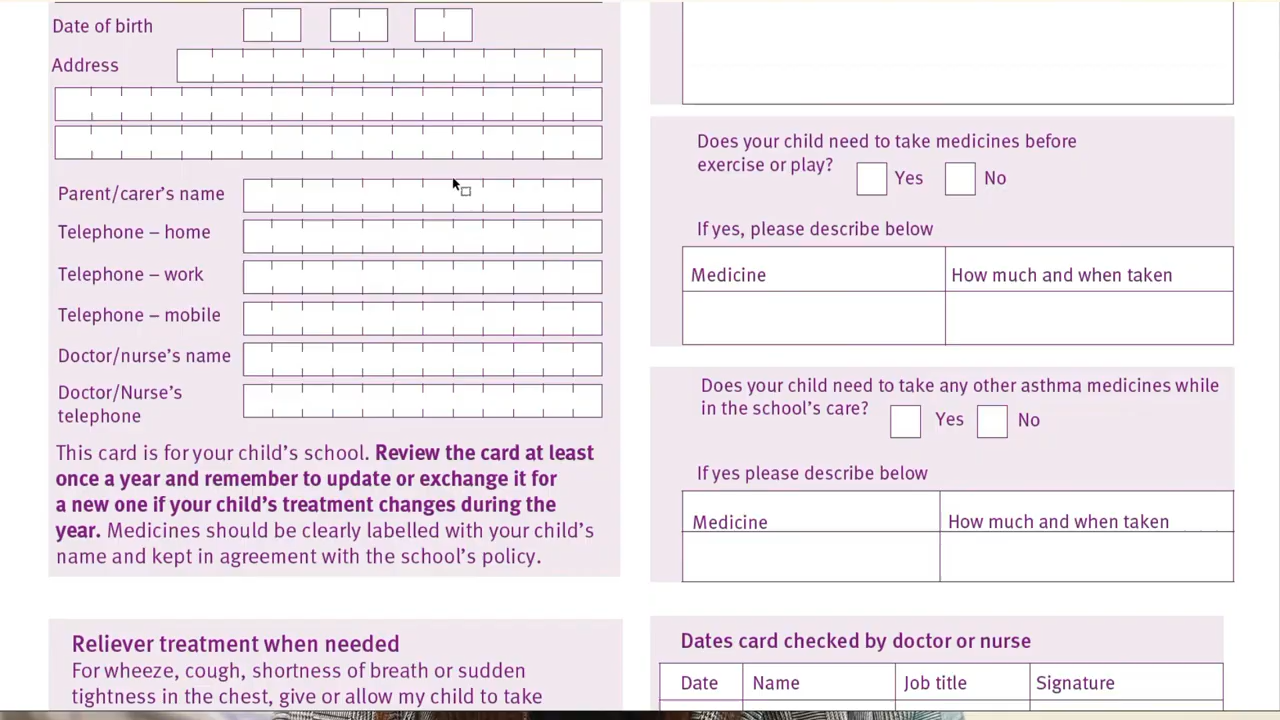 Date of birth
Address
Parent/carer's name
Telephone – home
Telephone – work
Telephone – mobile
Doctor/nurse's name
Doctor/Nurse's
telephone
This card is for your child's school. Review the card at least
once a year and remember to update or exchange it for
a new one if your child's treatment changes during the
year. Medicines should be clearly labelled with your child's
name and kept in agreement with the school's policy.
Reliever treatment when needed
For wheeze, cough, shortness of breath or sudden
tightness in the chest, give or allow my child to take
Does your child need to take medicines before
exercise or play? Yes No
If yes, please describe below
Medicine How much and when taken
Does your child need to take any other asthma medicines while
in the school's care? Yes No
If yes please describe below
Medicine How much and when taken
Dates card checked by doctor or nurse
Date Name Job title Signature